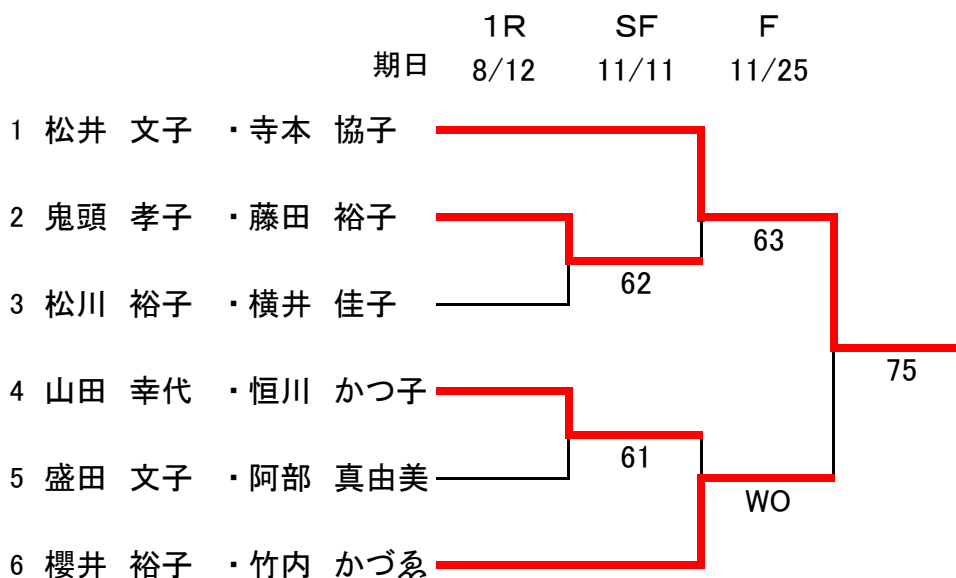 1R SF F
期日 8/12 11/11 11/25
1 松井 文子 ・寺本 協子
2 鬼頭 孝子 ・藤田 裕子
63
62
3 松川 裕子 ・横井 佳子
75
4 山田 幸代 ・恒川 かつ子
61
5 盛田 文子 ・阿部 真由美
WO
6 櫻井 裕子 ・竹内 かづゑ